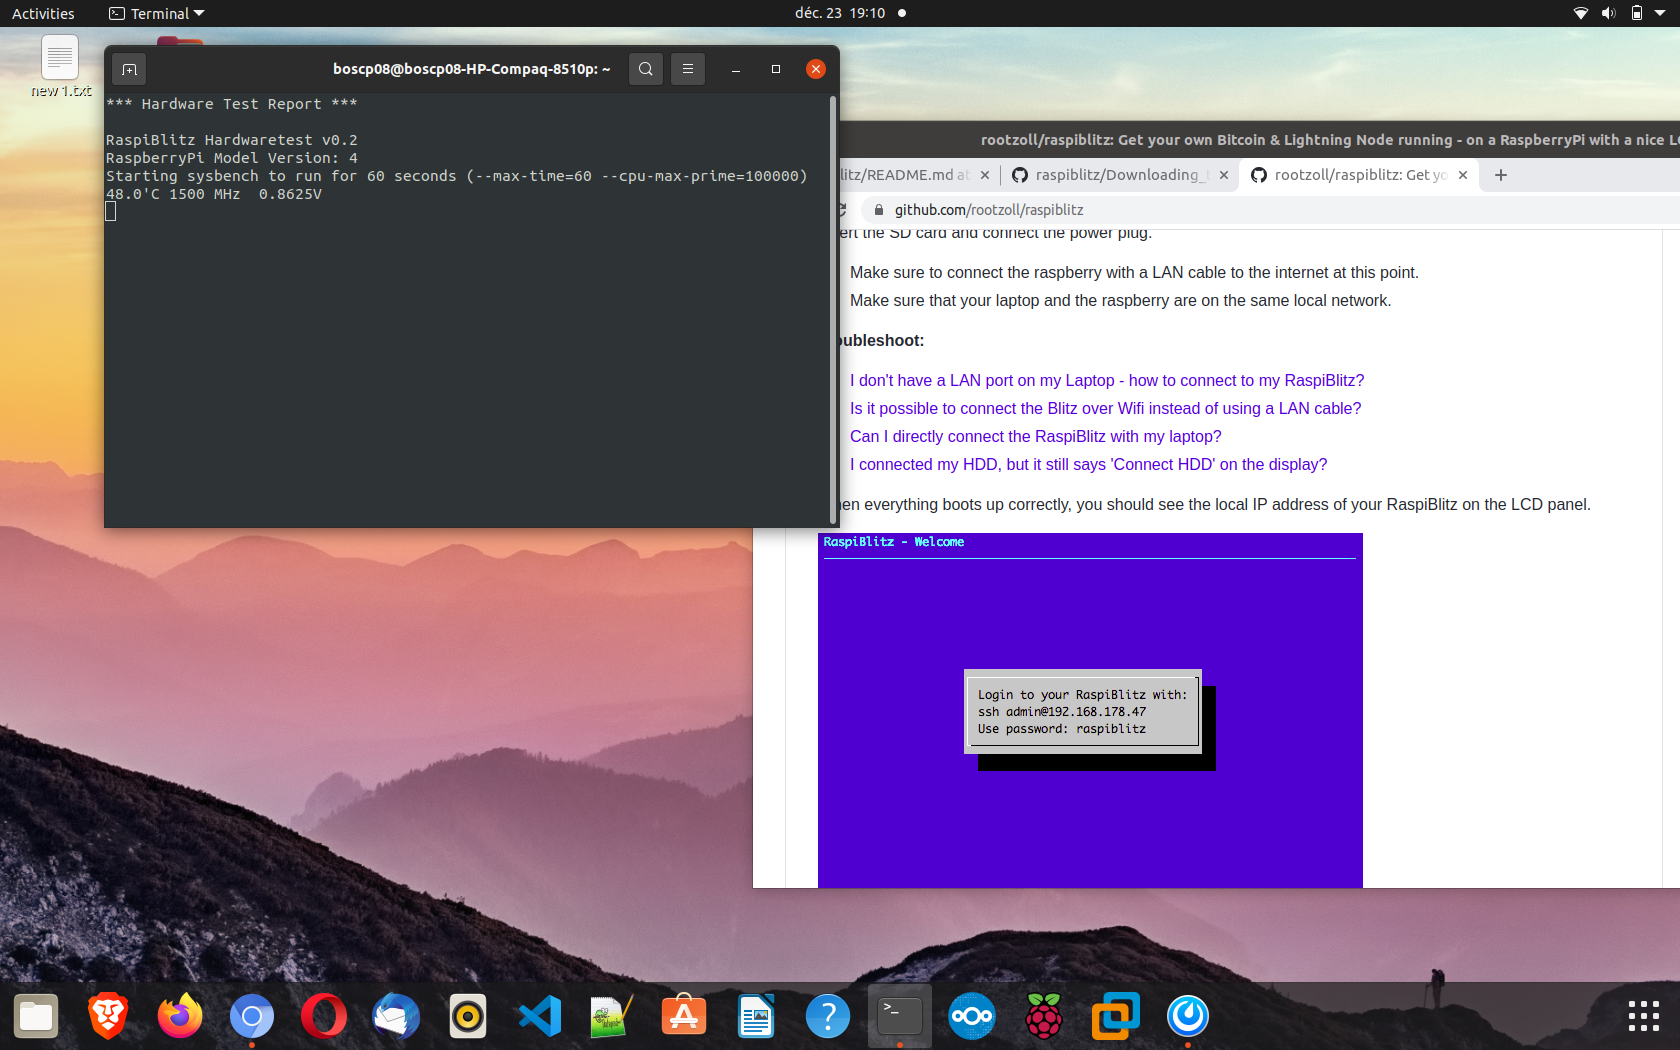 Activities
Terminal
déc. 23 19:10
new 1.txt
boscp08@boscp08-HP-Compaq-8510p: ~
*** Hardware Test Report ***
RaspiBlitz Hardwaretest v0.2
RaspberryPi Model Version: 4
Starting sysbench to run for 60 seconds (--max-time=60 --cpu-max-prime=100000)
48.0'C 1500 MHz 0.8625V
rootzoll/raspiblitz: Get your own Bitcoin & Lightning Node running - on a RaspberryPi with a nice LC
litz/README.md at
raspiblitz/Downloading_t
rootzoll/raspiblitz: Get yo
github.com/rootzoll/raspiblitz
ert the SD card and connect the power plug.
Make sure to connect the raspberry with a LAN cable to the internet at this point.
Make sure that your laptop and the raspberry are on the same local network.
oubleshoot:
I don't have a LAN port on my Laptop - how to connect to my RaspiBlitz?
Is it possible to connect the Blitz over Wifi instead of using a LAN cable?
Can I directly connect the RaspiBlitz with my laptop?
I connected my HDD, but it still says 'Connect HDD' on the display?
en everything boots up correctly, you should see the local IP address of your RaspiBlitz on the LCD panel.
RaspiBlitz - Welcome
Login to your RaspiBlitz with:
ssh admin@192.168.178.47
Use password: raspiblitz